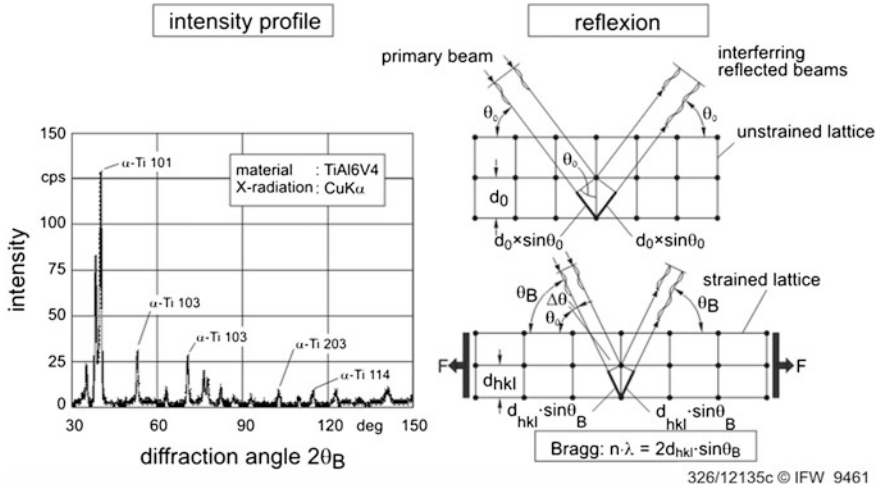 intensity profile
reflexion
primary beam
interferring
reflected beams
θ₀
θ₀
unstrained lattice
θ₀
d₀
d₀×sinθ₀
d₀×sinθ₀
150
cps
100
75
50
25
0
intensity
α-Ti 101
material : TiAl6V4
X-radiation : CuKα
α-Ti 103
α-Ti 103
α-Ti 203
α-Ti 114
30
60
90
120
deg
150
diffraction angle 2θB
strained lattice
θB
Δθ
θ₀
θB
F
F
dhkl
dhkl·sinθB
dhkl·sinθB
Bragg: n·λ = 2dhkl·sinθB
326/12135c © IFW 9461